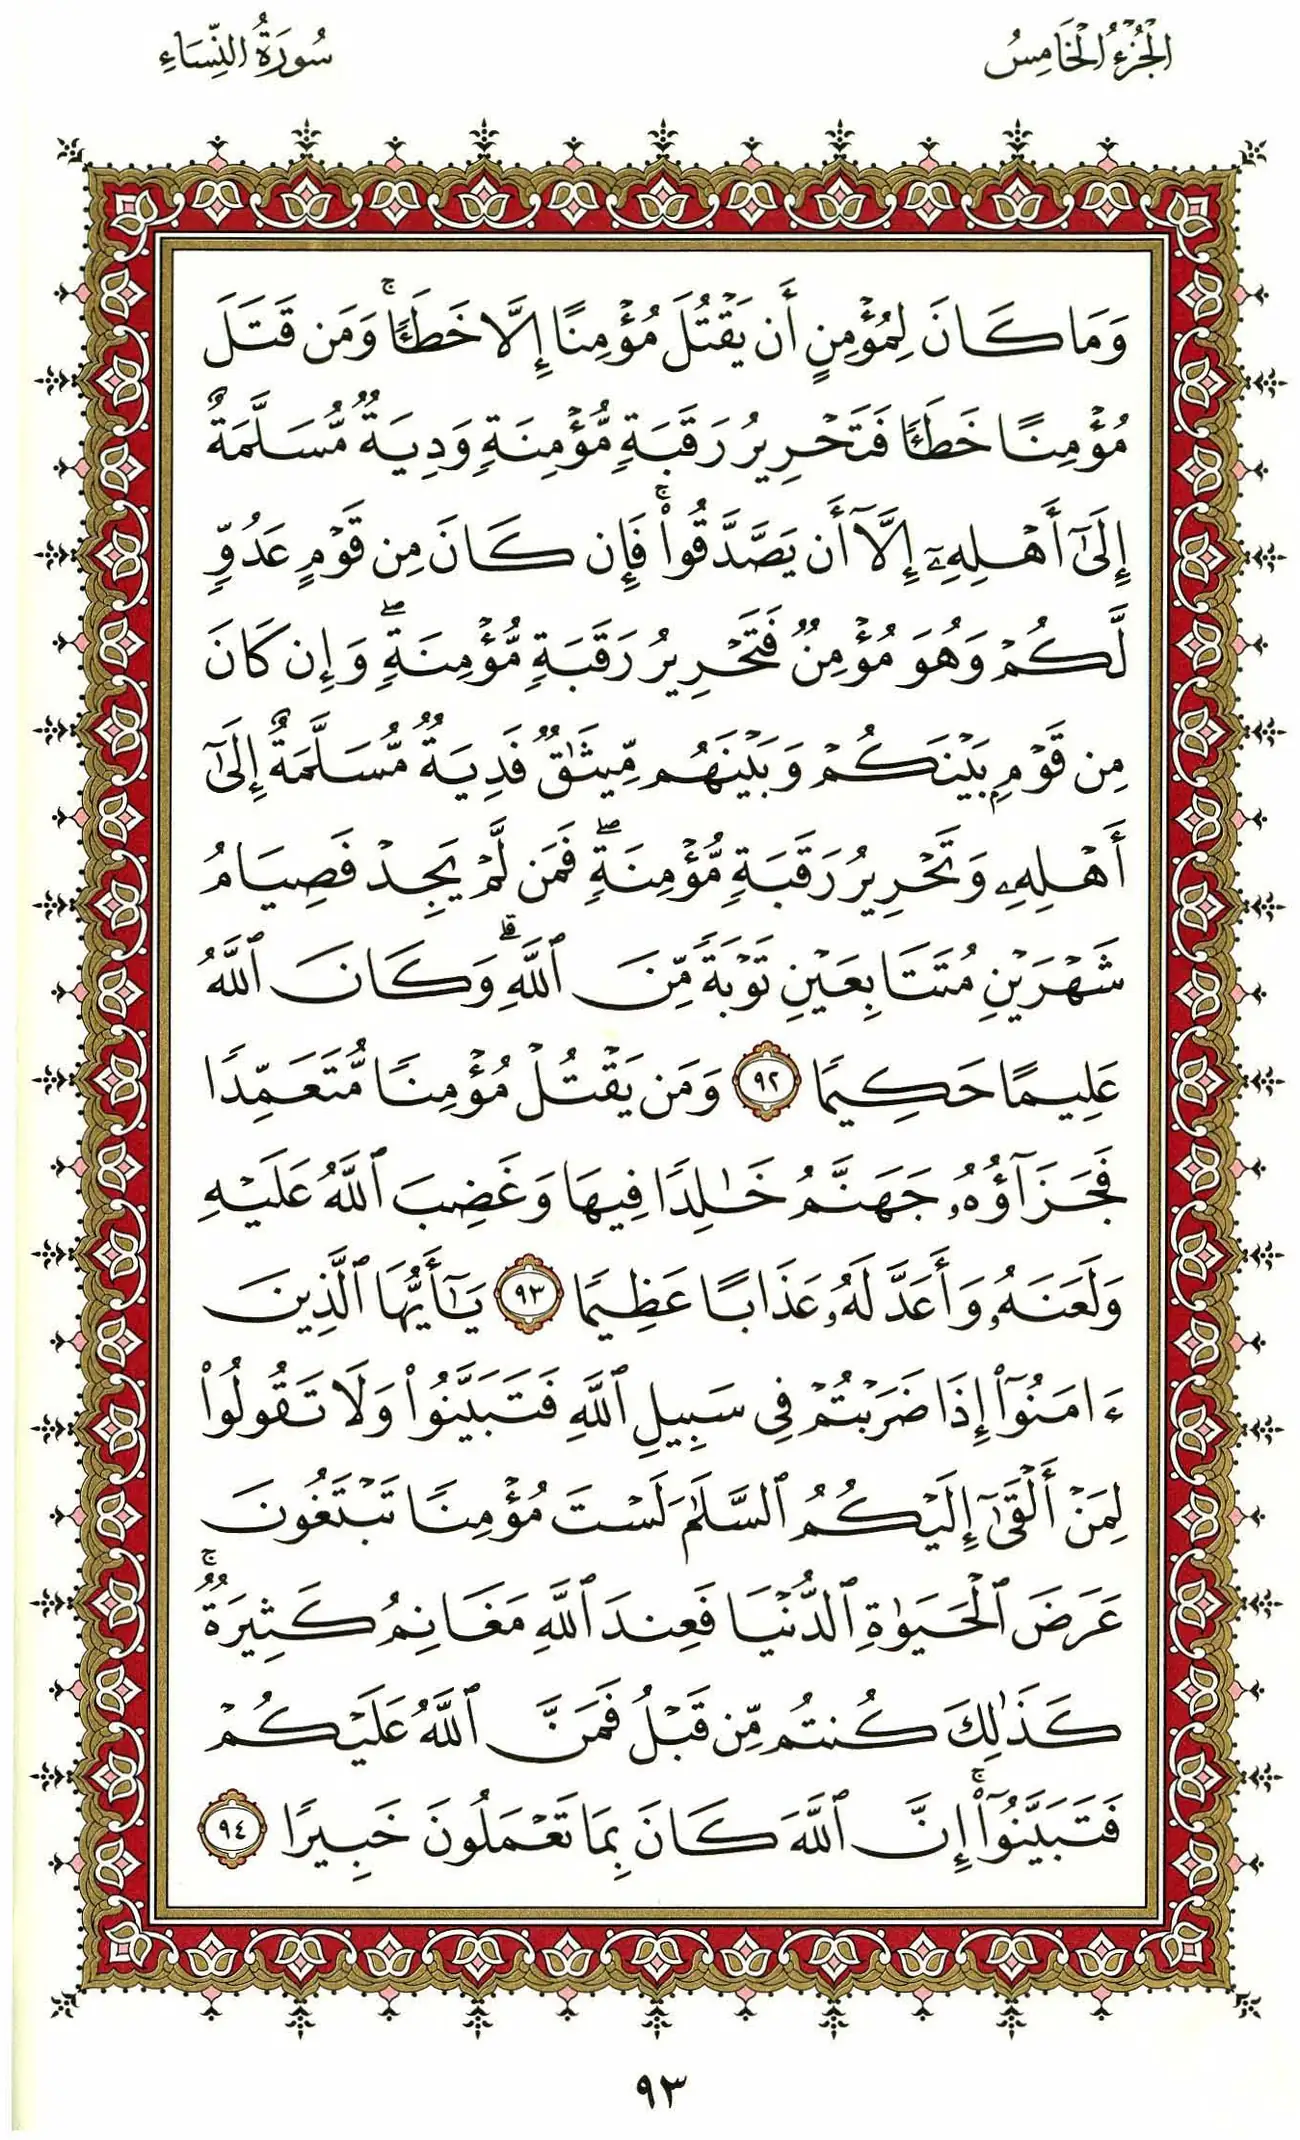 الجزء الخامس
سورة النساء
وَمَا كَانَ لِمُؤْمِنٍ أَن يَقْتُلَ مُؤْمِنًا إِلَّا خَطَـًٔا ۚ وَمَن قَتَلَ
مُؤْمِنًا خَطَـًٔا فَتَحْرِيرُ رَقَبَةٍ مُّؤْمِنَةٍ وَدِيَةٌ مُّسَلَّمَةٌ
إِلَىٰٓ أَهْلِهِۦٓ إِلَّآ أَن يَصَّدَّقُوا۟ ۚ فَإِن كَانَ مِن قَوْمٍ عَدُوٍّ
لَّكُمْ وَهُوَ مُؤْمِنٌ فَتَحْرِيرُ رَقَبَةٍ مُّؤْمِنَةٍ ۖ وَإِن كَانَ
مِن قَوْمٍۭ بَيْنَكُمْ وَبَيْنَهُم مِّيثَـٰقٌ فَدِيَةٌ مُّسَلَّمَةٌ إِلَىٰٓ
أَهْلِهِۦ وَتَحْرِيرُ رَقَبَةٍ مُّؤْمِنَةٍ ۖ فَمَن لَّمْ يَجِدْ فَصِيَامُ
شَهْرَيْنِ مُتَتَابِعَيْنِ تَوْبَةً مِّنَ ٱللَّهِ ۗ وَكَانَ ٱللَّهُ
عَلِيمًا حَكِيمًا ٩٢ وَمَن يَقْتُلْ مُؤْمِنًا مُّتَعَمِّدًا
فَجَزَآؤُهُۥ جَهَنَّمُ خَـٰلِدًا فِيهَا وَغَضِبَ ٱللَّهُ عَلَيْهِ
وَلَعَنَهُۥ وَأَعَدَّ لَهُۥ عَذَابًا عَظِيمًا ٩٣ يَـٰٓأَيُّهَا ٱلَّذِينَ
ءَامَنُوٓا۟ إِذَا ضَرَبْتُمْ فِى سَبِيلِ ٱللَّهِ فَتَبَيَّنُوا۟ وَلَا تَقُولُوا۟
لِمَنْ أَلْقَىٰٓ إِلَيْكُمُ ٱلسَّلَـٰمَ لَسْتَ مُؤْمِنًا تَبْتَغُونَ
عَرَضَ ٱلْحَيَوٰةِ ٱلدُّنْيَا فَعِندَ ٱللَّهِ مَغَانِمُ كَثِيرَةٌ ۚ
كَذَٰلِكَ كُنتُم مِّن قَبْلُ فَمَنَّ ٱللَّهُ عَلَيْكُمْ
فَتَبَيَّنُوٓا۟ ۚ إِنَّ ٱللَّهَ كَانَ بِمَا تَعْمَلُونَ خَبِيرًا ٩٤
٩٣